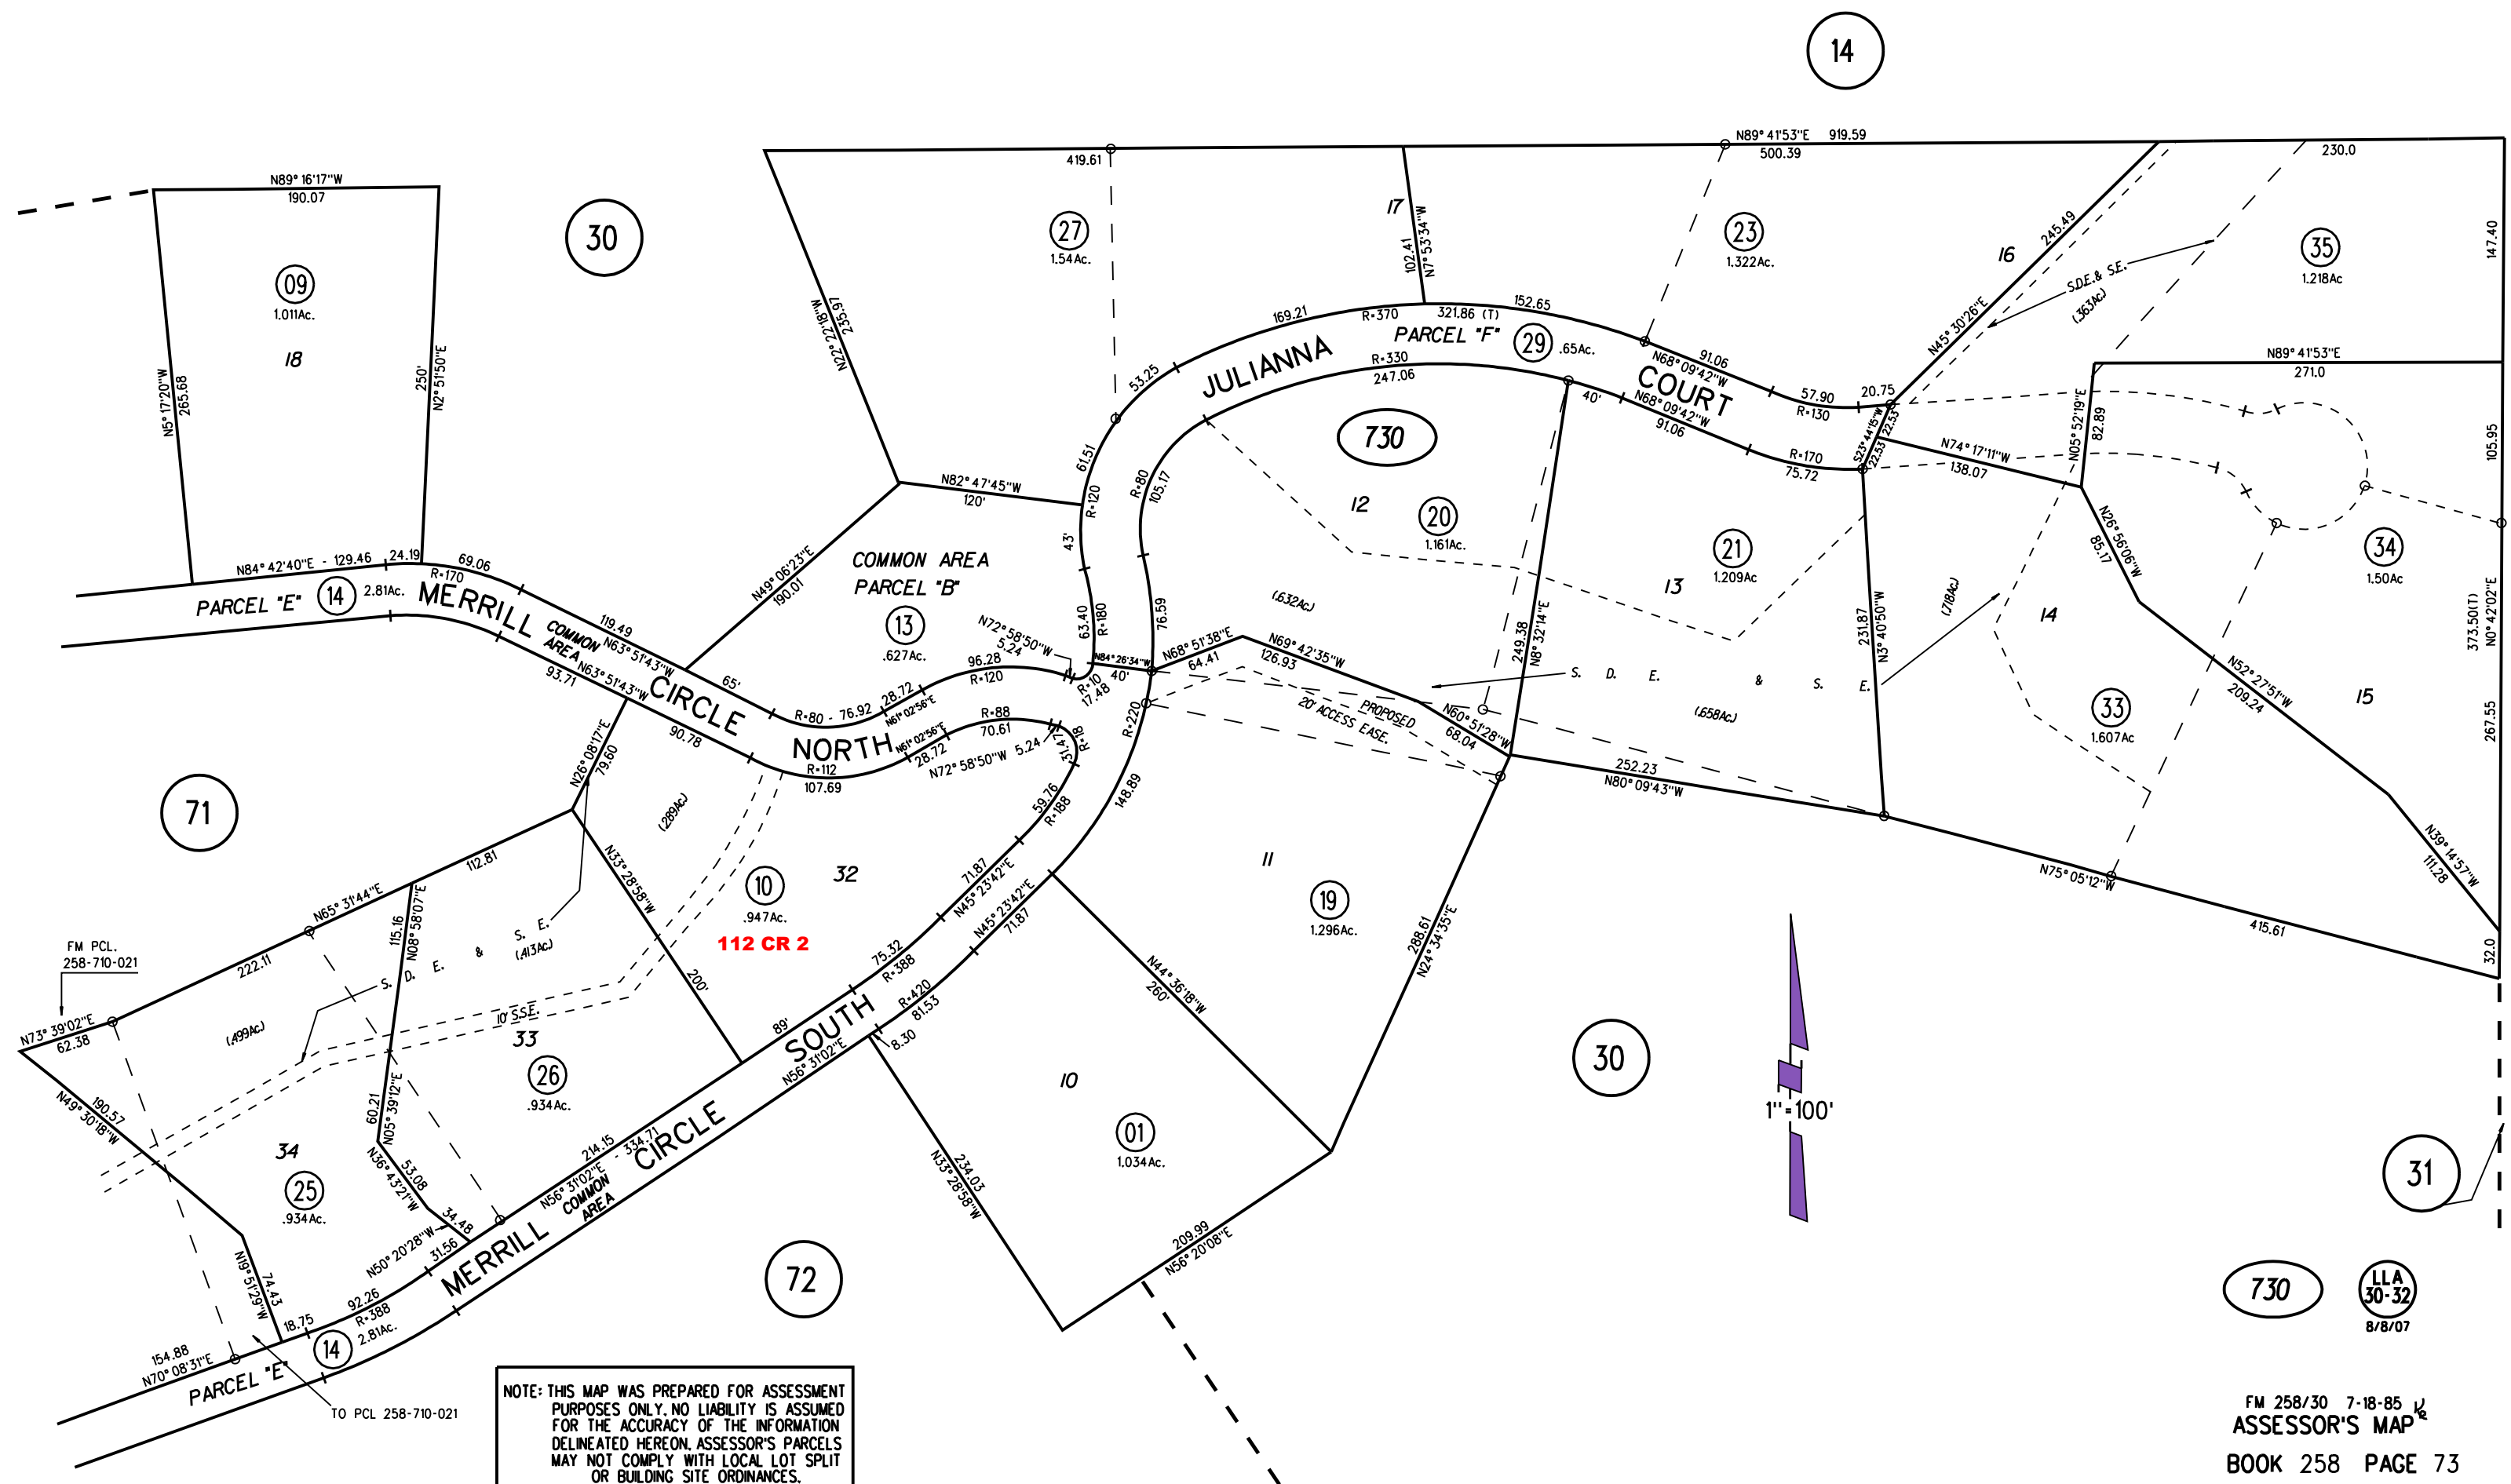 14
N89° 41'53"E 919.59
500.39
419.61
230.0
N89° 16'17"W
190.07
30
09
1.011Ac.
18
N5° 17'20"W
265.68
250'
N2° 51'50"E
27
1.54Ac.
N22° 22'18"W
235.97
17
102.41
N7° 53'34"W
23
1.322Ac.
16
245.49
N45° 30'26"E
S.D.E. & S.E.
(.363Ac.)
35
1.218Ac
147.40
N89° 41'53"E
271.0
169.21
R=370
321.86 (T)
152.65
PARCEL "F"
29
.65Ac.
JULIANNA
COURT
53.25
R=330
247.06
91.06
N68° 09'42"W
57.90
R=130
20.75
40'
N68° 09'42"W
91.06
R=170
75.72
S23° 44'15"W
22.53
22.53
N74° 17'11"W
138.07
N05° 52'19"E
82.89
105.95
730
61.51
R=120
R=80
105.17
N82° 47'45"W
120'
43'
12
20
1.161Ac.
21
1.209Ac
13
N26° 56'06"W
85.17
34
1.50Ac
373.50(T)
N0° 42'02"E
N84° 42'40"E - 129.46
24.19
R=170
69.06
PARCEL "E"
14
2.81Ac.
MERRILL
COMMON
AREA
CIRCLE
NORTH
119.49
N63° 51'43"W
N63° 51'43"W
93.71
65'
90.78
N49° 06'23"E
190.01
COMMON AREA
PARCEL "B"
13
.627Ac.
N72° 58'50"W
5.24
63.40
R=180
76.59
N84° 26'34"W
40'
R=10
17.48
96.28
R=120
28.72
N61° 02'56"E
R=80 - 76.92
R=88
70.61
N61° 02'56"E
28.72
N72° 58'50"W 5.24
31.47
R=18
R=112
107.69
N68° 51'38"E
64.41
N69° 42'35"W
126.93
(.632Ac.)
249.38
N8° 32'14"E
231.87
N3° 40'50"W
(.718Ac)
14
S. D. E. & S. E.
(.658Ac.)
PROPOSED
20' ACCESS EASE.
N60° 51'28"W
68.04
33
1.607Ac
N52° 27'51"W
209.24
15
267.55
R=220
148.89
59.76
R=188
252.23
N80° 09'43"W
N75° 05'12"W
415.61
N39° 14'57"W
111.28
32.0
71
N26° 08'17"E
79.60
(.289Ac.)
112.81
N65° 31'44"E
222.11
N33° 28'58"W
200'
10
.947Ac.
32
112 CR 2
71.87
N45° 23'42"E
N45° 23'42"E
71.87
75.32
R=388
R=420
81.53
8.30
89'
SOUTH
N56° 31'02"E
11
19
1.296Ac.
288.61
N24° 34'35"E
N44° 36'18"W
260'
FM PCL.
258-710-021
115.16
N08° 58'07"E
S. D. E. & S. E.
(.413Ac.)
N73° 39'02"E
62.38
(.499Ac.)
10' S.S.E.
33
26
.934Ac.
60.21
N05° 39'12"E
190.57
N49° 30'18"W
34
25
.934Ac.
N36° 43'21"W
53.08
N50° 20'28"W
34.48
31.56
214.15
N56° 31'02"E - 334.71
COMMON
AREA
MERRILL
CIRCLE
10
01
1.034Ac.
234.03
N33° 28'58"W
209.99
N56° 20'08"E
30
1"=100'
31
72
N19° 51'29"W
74.43
18.75
92.26
R=388
14
2.81Ac.
154.88
N70° 08'31"E
PARCEL "E"
TO PCL 258-710-021
730
LLA
30-32
8/8/07
NOTE: THIS MAP WAS PREPARED FOR ASSESSMENT
PURPOSES ONLY. NO LIABILITY IS ASSUMED
FOR THE ACCURACY OF THE INFORMATION
DELINEATED HEREON. ASSESSOR'S PARCELS
MAY NOT COMPLY WITH LOCAL LOT SPLIT
OR BUILDING SITE ORDINANCES.
FM 258/30 7-18-85
ASSESSOR'S MAP
BOOK 258 PAGE 73